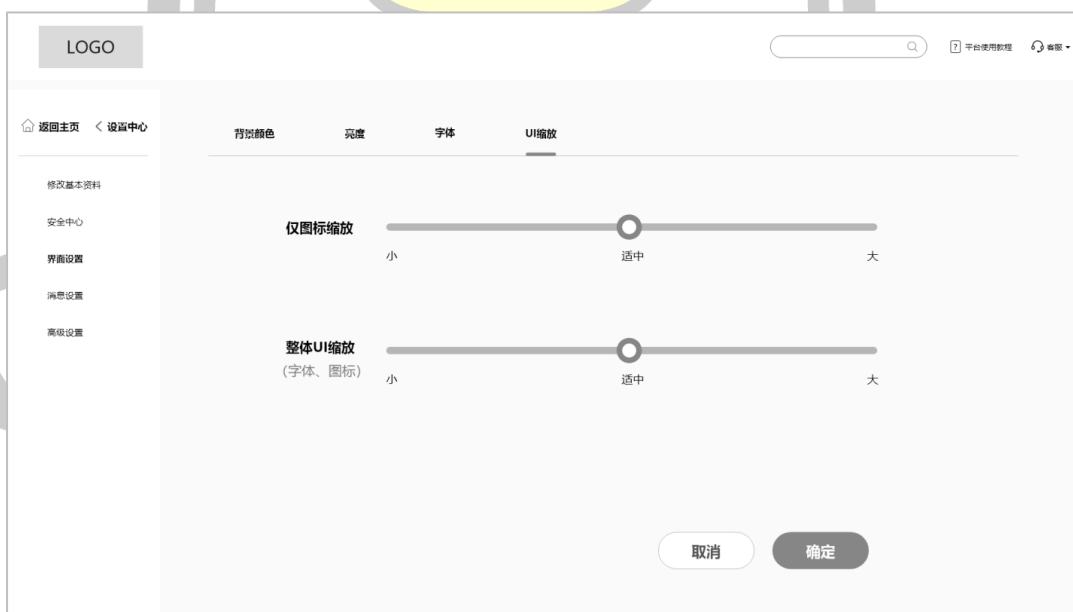 LOGO
? 平台使用教程 客服
返回主页 设置中心
修改基本资料
安全中心
界面设置
消息设置
高级设置
背景颜色 亮度 字体 UI缩放
仅图标缩放
小 适中 大
整体UI缩放
(字体、图标)
小 适中 大
取消 确定